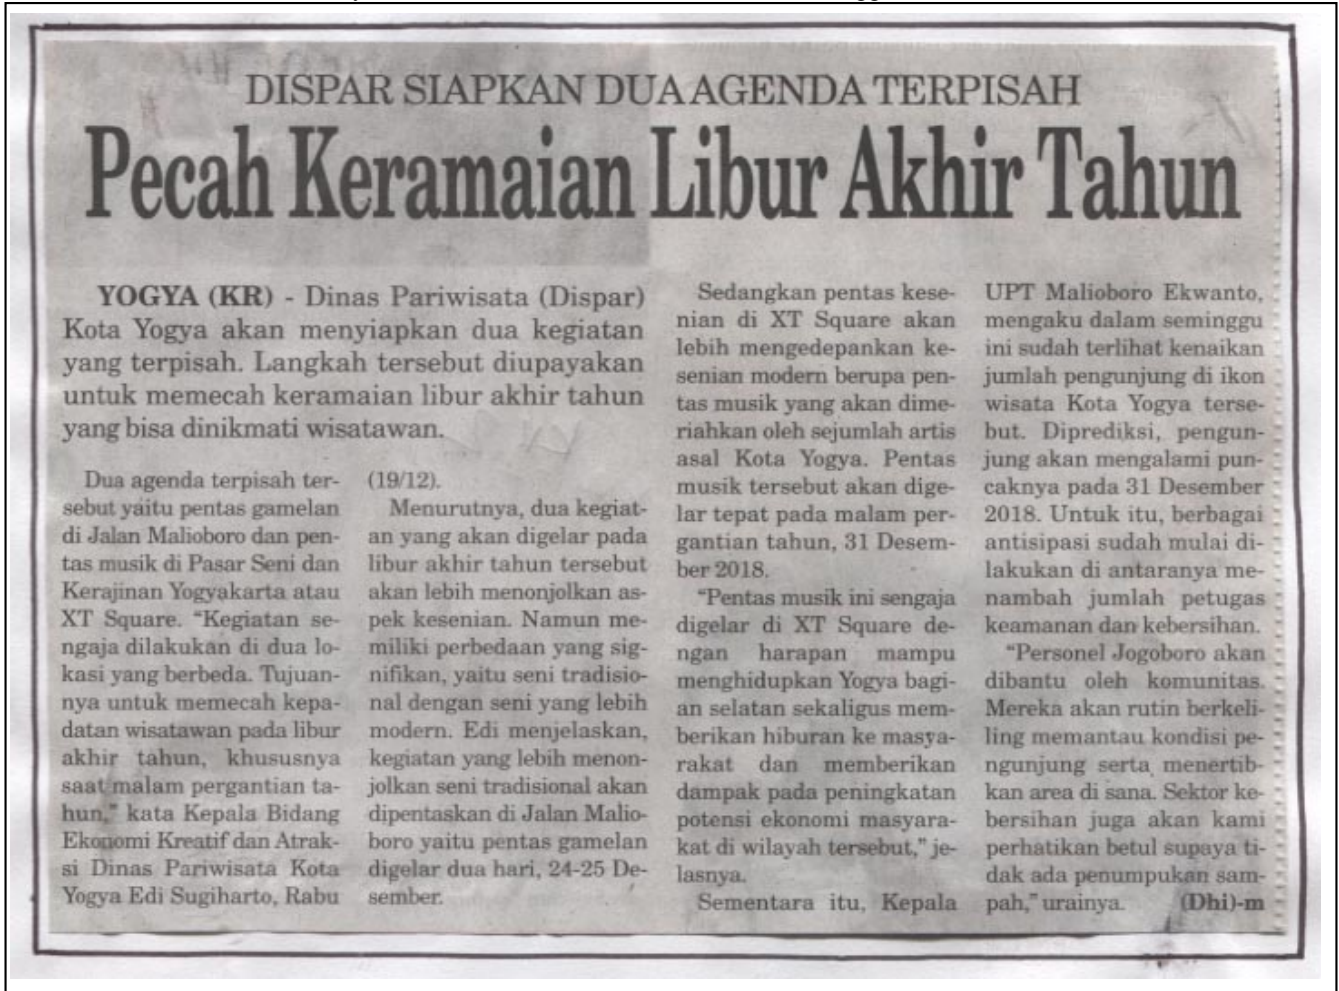 DISPAR SIAPKAN DUA AGENDA TERPISAH
Pecah Keramaian Libur Akhir Tahun
YOGYA (KR) - Dinas Pariwisata (Dispar)
Kota Yogya akan menyiapkan dua kegiatan
yang terpisah. Langkah tersebut diupayakan
untuk memecah keramaian libur akhir tahun
yang bisa dinikmati wisatawan.
Dua agenda terpisah ter-
sebut yaitu pentas gamelan
di Jalan Malioboro dan pen-
tas musik di Pasar Seni dan
Kerajinan Yogyakarta atau
XT Square. “Kegiatan se-
ngaja dilakukan di dua lo-
kasi yang berbeda. Tujuan-
nya untuk memecah kepa-
datan wisatawan pada libur
akhir tahun, khususnya
saat malam pergantian ta-
hun,” kata Kepala Bidang
Ekonomi Kreatif dan Atrak-
si Dinas Pariwisata Kota
Yogya Edi Sugiharto, Rabu
(19/12).
Menurutnya, dua kegiat-
an yang akan digelar pada
libur akhir tahun tersebut
akan lebih menonjolkan as-
pek kesenian. Namun me-
miliki perbedaan yang sig-
nifikan, yaitu seni tradisio-
nal dengan seni yang lebih
modern. Edi menjelaskan,
kegiatan yang lebih menon-
jolkan seni tradisional akan
dipentaskan di Jalan Malio-
boro yaitu pentas gamelan
digelar dua hari, 24-25 De-
sember.
Sedangkan pentas kese-
nian di XT Square akan
lebih mengedepankan ke-
senian modern berupa pen-
tas musik yang akan dime-
riahkan oleh sejumlah artis
asal Kota Yogya. Pentas
musik tersebut akan dige-
lar tepat pada malam per-
gantian tahun, 31 Desem-
ber 2018.
“Pentas musik ini sengaja
digelar di XT Square de-
ngan harapan mampu
menghidupkan Yogya bagi-
an selatan sekaligus mem-
berikan hiburan ke masya-
rakat dan memberikan
dampak pada peningkatan
potensi ekonomi masyara-
kat di wilayah tersebut,” je-
lasnya.
Sementara itu, Kepala
UPT Malioboro Ekwanto,
mengaku dalam seminggu
ini sudah terlihat kenaikan
jumlah pengunjung di ikon
wisata Kota Yogya terse-
but. Diprediksi, pengun-
jung akan mengalami pun-
caknya pada 31 Desember
2018. Untuk itu, berbagai
antisipasi sudah mulai di-
lakukan di antaranya me-
nambah jumlah petugas
keamanan dan kebersihan.
“Personel Jogoboro akan
dibantu oleh komunitas.
Mereka akan rutin berkeli-
ling memantau kondisi pe-
ngunjung serta menertib-
kan area di sana. Sektor ke-
bersihan juga akan kami
perhatikan betul supaya ti-
dak ada penumpukan sam-
pah,” urainya. (Dhi)-m